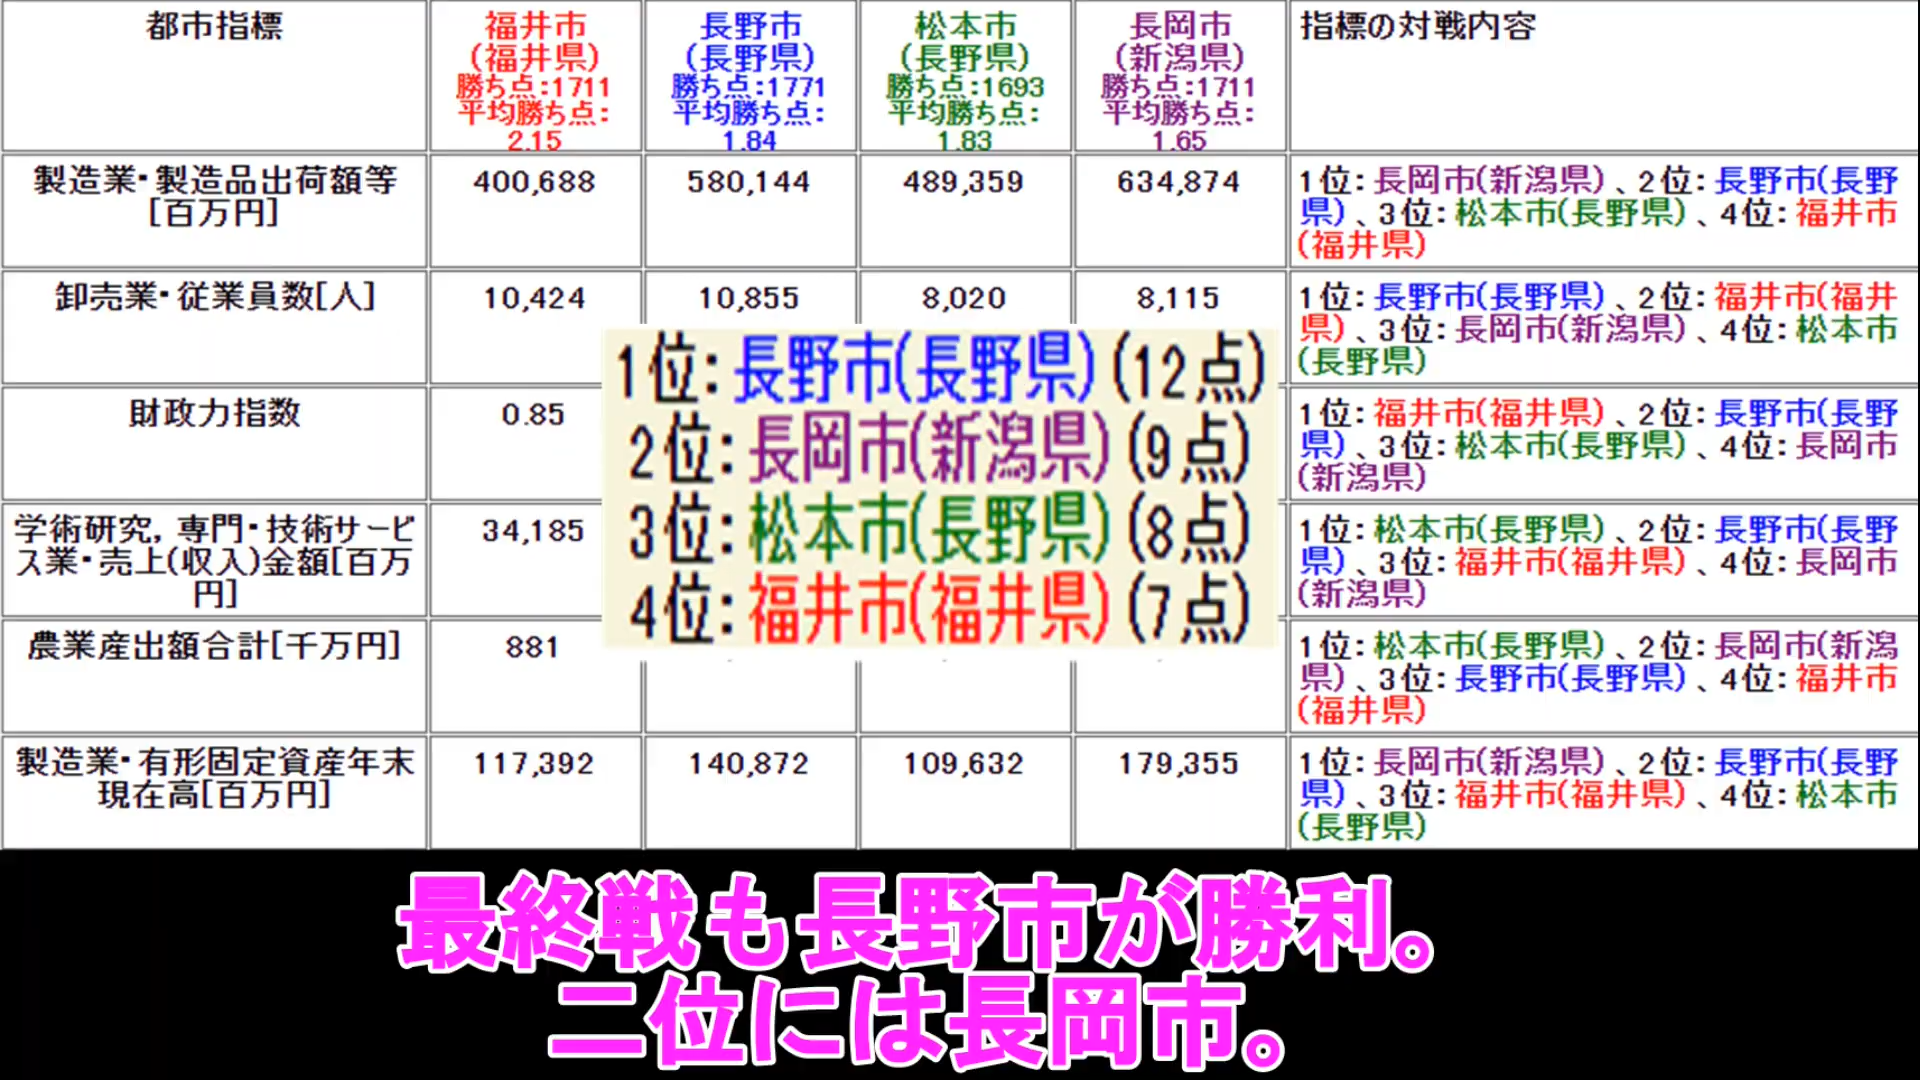 都市指標
福井市
(福井県)
勝ち点:1711
平均勝ち点:
2.15
長野市
(長野県)
勝ち点:1771
平均勝ち点:
1.84
松本市
(長野県)
勝ち点:1693
平均勝ち点:
1.83
長岡市
(新潟県)
勝ち点:1711
平均勝ち点:
1.65
指標の対戦内容
製造業・製造品出荷額等
[百万円]
400,688
580,144
489,359
634,874
1位:長岡市(新潟県)、2位:長野市(長野
県)、3位:松本市(長野県)、4位:福井市
(福井県)
卸売業・従業員数[人]
10,424
10,855
8,020
8,115
1位:長野市(長野県)、2位:福井市(福井
県)、3位:長岡市(新潟県)、4位:松本市
(長野県)
財政力指数
0.85
1位:福井市(福井県)、2位:長野市(長野
県)、3位:松本市(長野県)、4位:長岡市
(新潟県)
学術研究，専門・技術サービ
ス業・売上(収入)金額[百万
円]
34,185
1位:松本市(長野県)、2位:長野市(長野
県)、3位:福井市(福井県)、4位:長岡市
(新潟県)
農業産出額合計[千万円]
881
1位:松本市(長野県)、2位:長岡市(新潟
県)、3位:長野市(長野県)、4位:福井市
(福井県)
製造業・有形固定資産年末
現在高[百万円]
117,392
140,872
109,632
179,355
1位:長岡市(新潟県)、2位:長野市(長野
県)、3位:福井市(福井県)、4位:松本市
(長野県)
1位:長野市(長野県)(12点)
2位:長岡市(新潟県)(9点)
3位:松本市(長野県)(8点)
4位:福井市(福井県)(7点)
最終戦も長野市が勝利。
二位には長岡市。